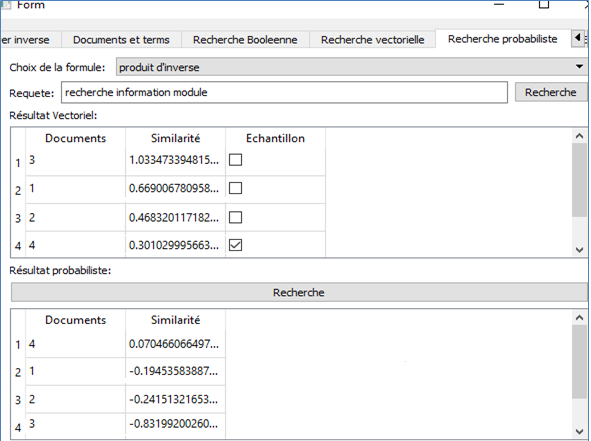 Form
er inverse Documents et terms Recherche Booleenne Recherche vectorielle Recherche probabiliste
Choix de la formule: produit d'inverse
Requete: recherche information module Recherche
Résultat Vectoriel:
Documents Similarité Echantillon
1 3 1.033473394815...
2 1 0.669006780958...
3 2 0.468320117182...
4 4 0.301029995663...
Résultat probabiliste:
Recherche
Documents Similarité
1 4 0.070466066497...
2 1 -0.19453583887...
3 2 -0.24151321653...
4 3 -0.83199200260...